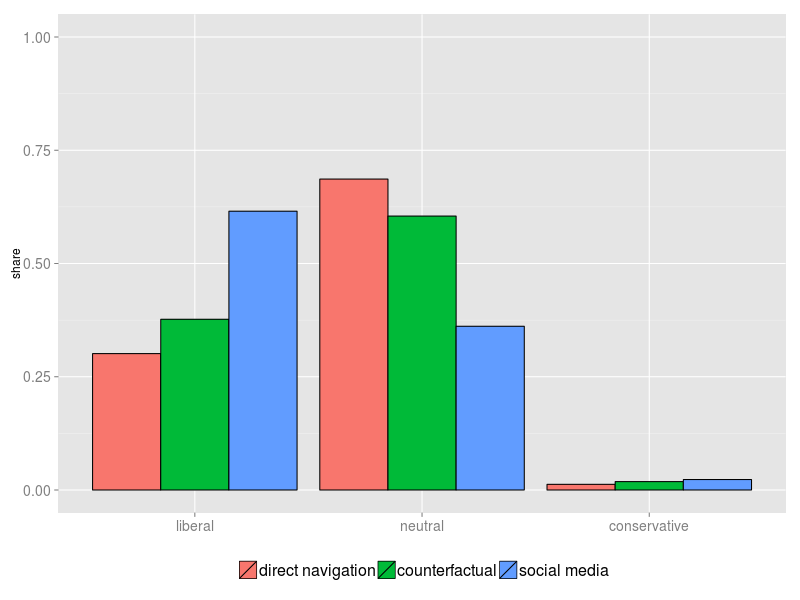 1.00
0.75
share
0.50
0.25
0.00
liberal neutral conservative
direct navigation counterfactual social media